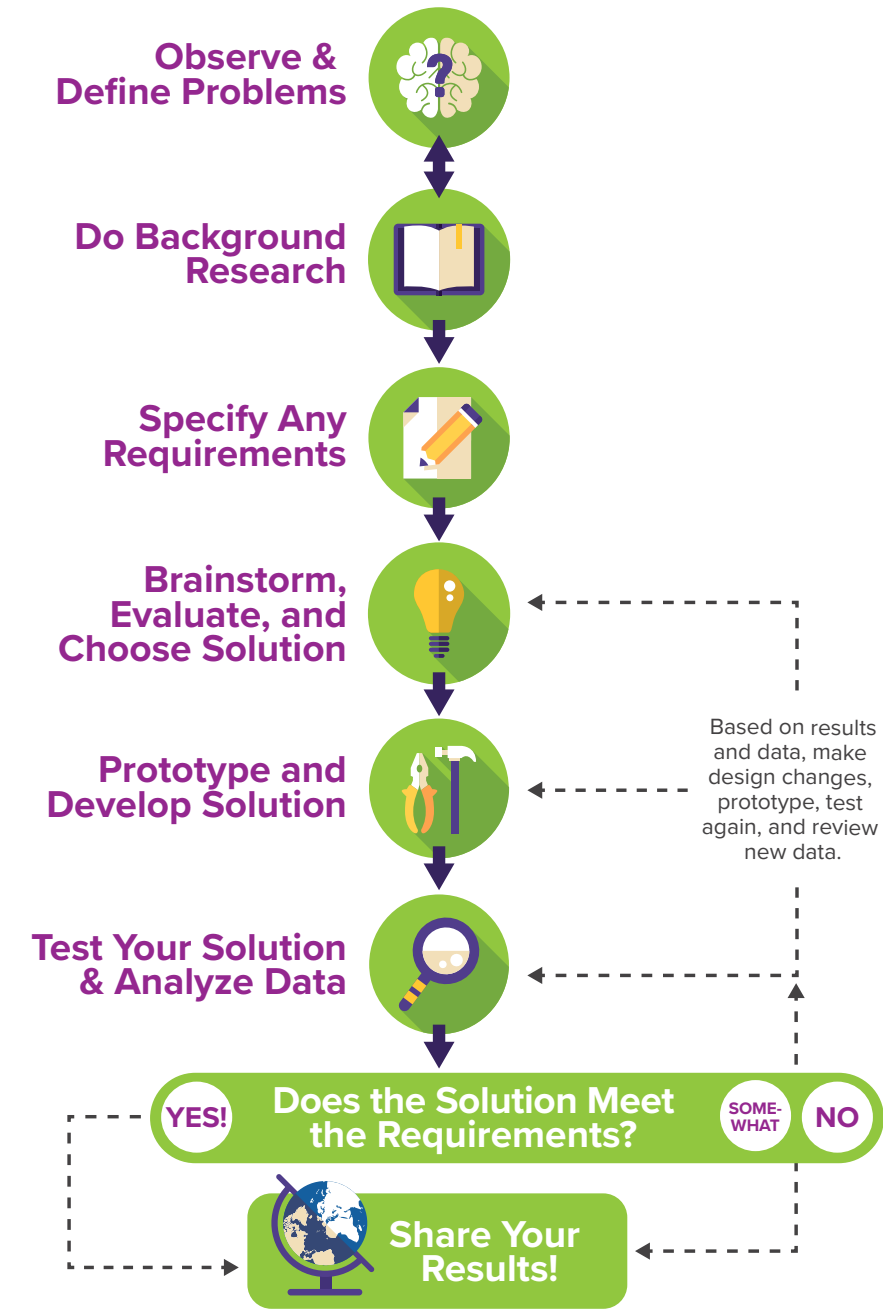 Observe &
Define Problems
?
Do Background
Research
Specify Any
Requirements
Brainstorm,
Evaluate, and
Choose Solution
Prototype and
Develop Solution
Based on results
and data, make
design changes,
prototype, test
again, and review
new data.
Test Your Solution
& Analyze Data
YES!
Does the Solution Meet
the Requirements?
SOME-
WHAT
NO
Share Your
Results!